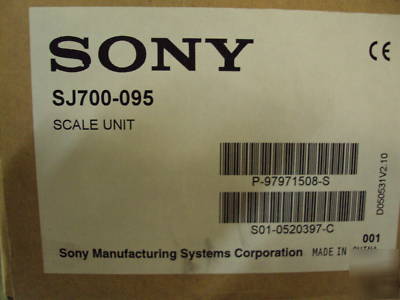 SONY
CE
SJ700-095
SCALE UNIT
P-97971508-S
S01-0520397-C
D050531V2.10
001
Sony Manufacturing Systems Corporation MADE IN CHINA